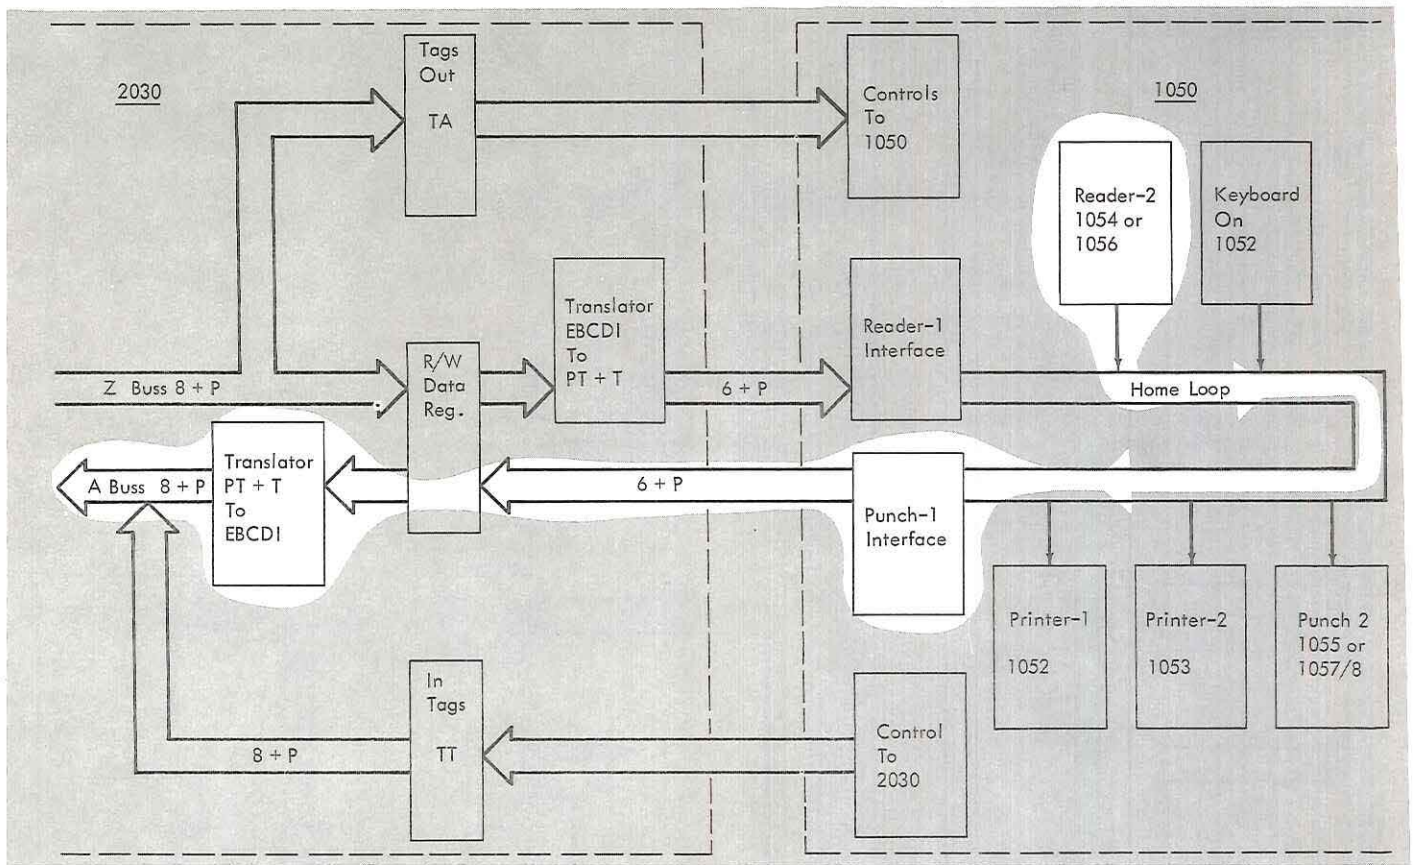 2030
Tags
Out
TA
Controls
To
1050
1050
Reader-2
1054 or
1056
Keyboard
On
1052
Translator
EBCDI
To
PT + T
Reader-1
Interface
R/W
Data
Reg.
Z Buss 8 + P
6 + P
Home Loop
Translator
PT + T
To
EBCDI
A Buss 8 + P
6 + P
Punch-1
Interface
Printer-1
1052
Printer-2
1053
Punch 2
1055 or
1057/8
In
Tags
TT
8 + P
Control
To
2030